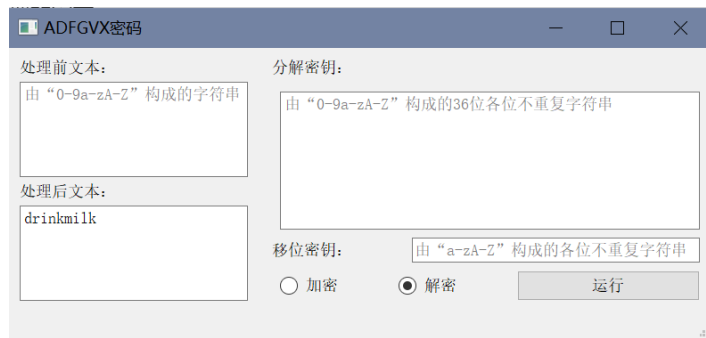 ADFGVX密码
处理前文本：
由“0-9a-zA-Z”构成的字符串
处理后文本：
drinkmilk
分解密钥：
由“0-9a-zA-Z”构成的36位各位不重复字符串
移位密钥：
由“a-zA-Z”构成的各位不重复字符串
加密
解密
运行